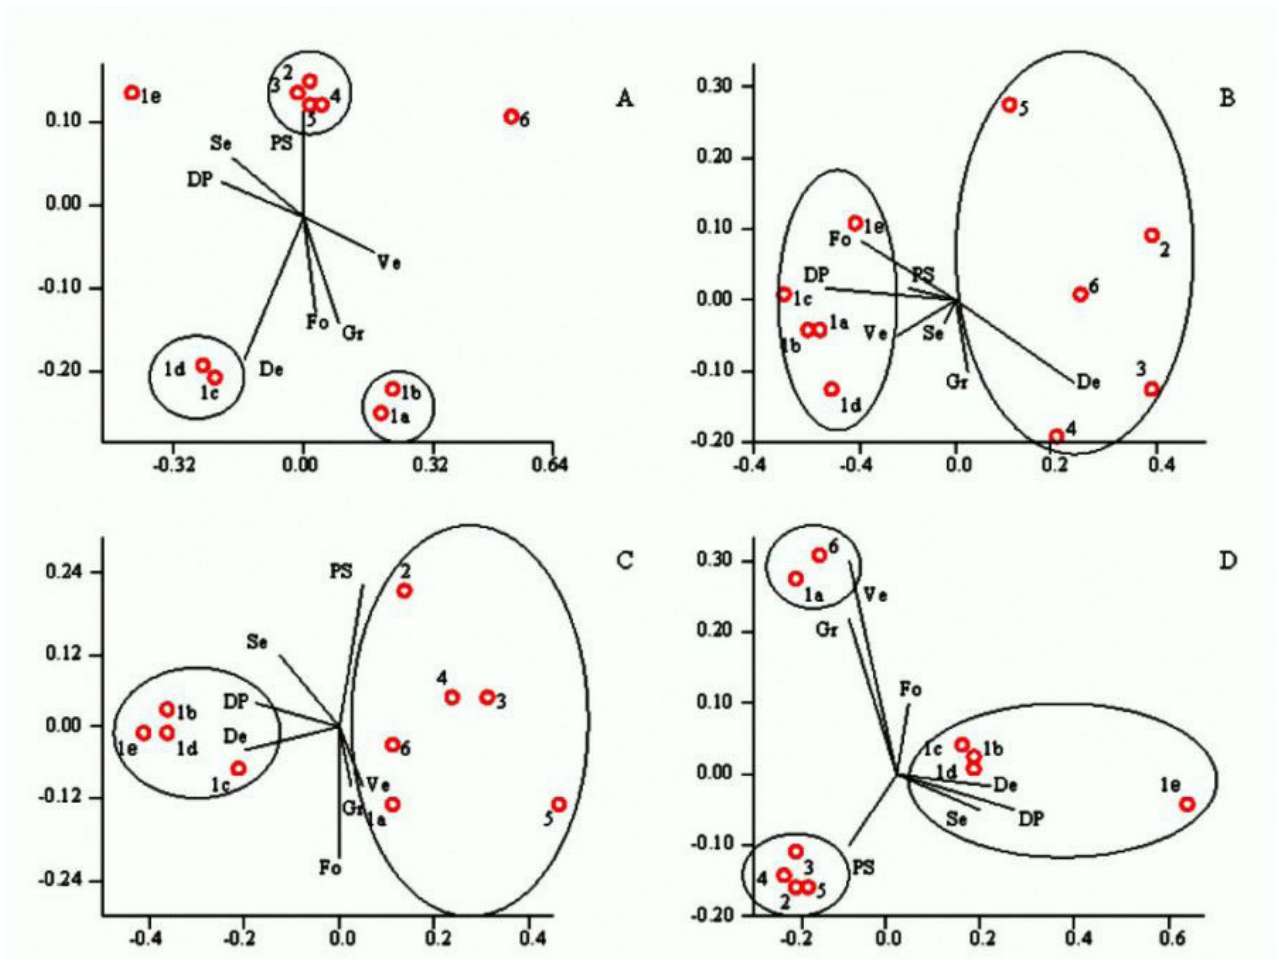 A
2
3
4
5
1e
6
0.10
Se
PS
DP
0.00
Ve
-0.10
Fo
Gr
1d
De
-0.20
1c
1b
1a
-0.32
0.00
0.32
0.64
B
0.30
5
0.20
0.10
1e
2
Fo
DP
PS
6
0.00
1c
1a
1b
Ve
Se
-0.10
Gr
De
3
1d
4
-0.20
-0.4
-0.4
0.0
0.2
0.4
C
0.24
PS
2
Se
0.12
4
3
DP
1b
0.00
De
1e
1d
6
1c
Ve
-0.12
Gr
1a
5
Fo
-0.24
-0.4
-0.2
0.0
0.2
0.4
D
6
0.30
1a
Ve
Gr
0.20
Fo
0.10
1c
1b
0.00
1d
De
1e
Se
DP
-0.10
3
PS
4
2
5
-0.20
-0.2
0.0
0.2
0.4
0.6